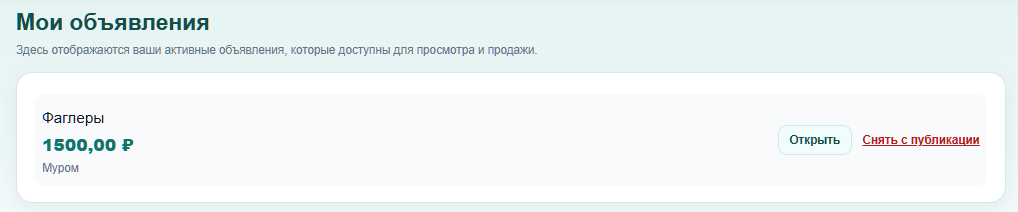 Мои объявления
Здесь отображаются ваши активные объявления, которые доступны для просмотра и продажи.
Фаглеры
1500,00 ₽
Муром
Открыть
Снять с публикации